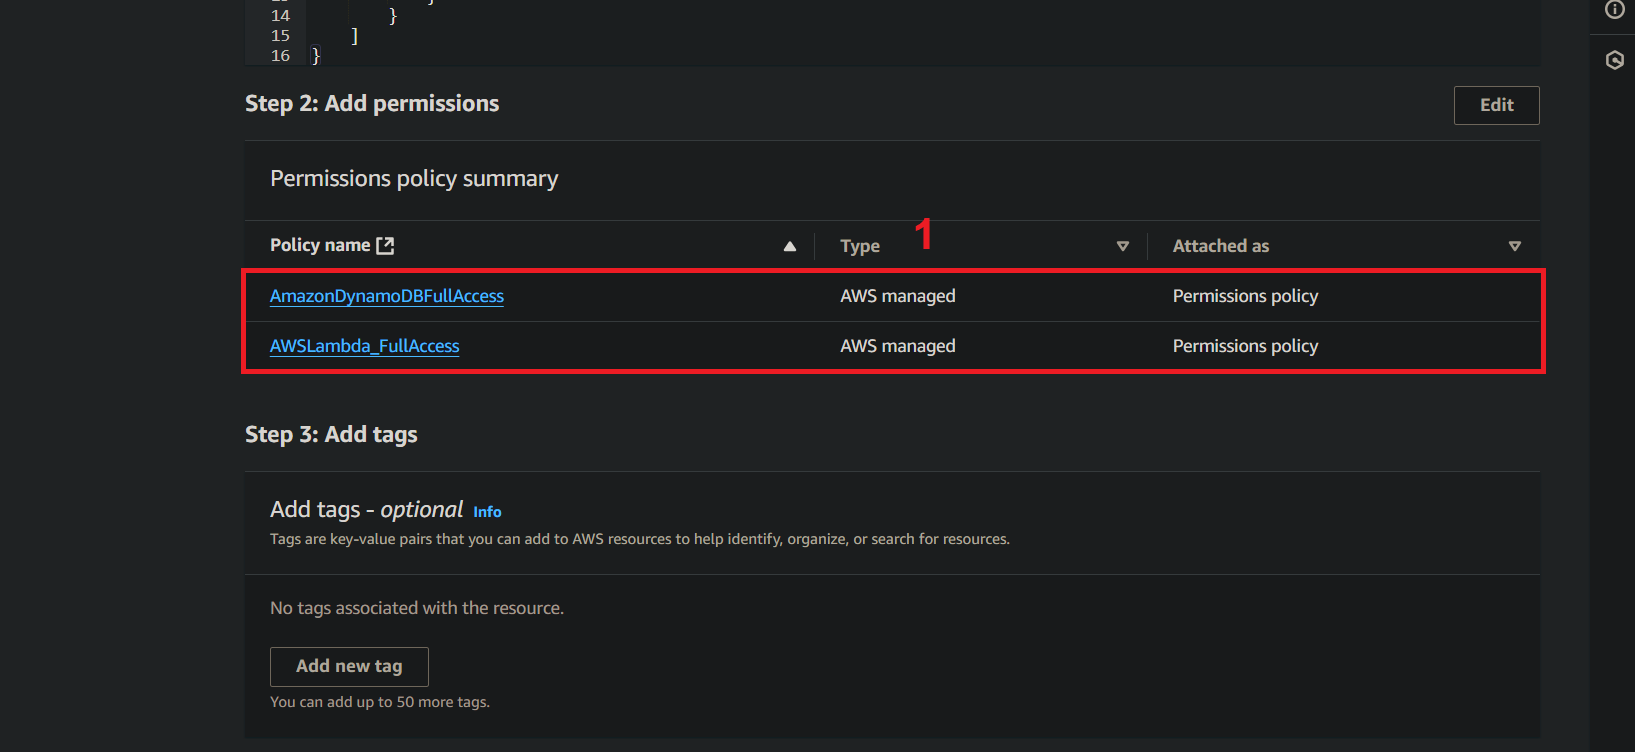 14 }
15 ]
16 }
Step 2: Add permissions
Edit
Permissions policy summary
1
Policy name Type Attached as
AmazonDynamoDBFullAccess AWS managed Permissions policy
AWSLambda_FullAccess AWS managed Permissions policy
Step 3: Add tags
Add tags - optional Info
Tags are key-value pairs that you can add to AWS resources to help identify, organize, or search for resources.
No tags associated with the resource.
Add new tag
You can add up to 50 more tags.